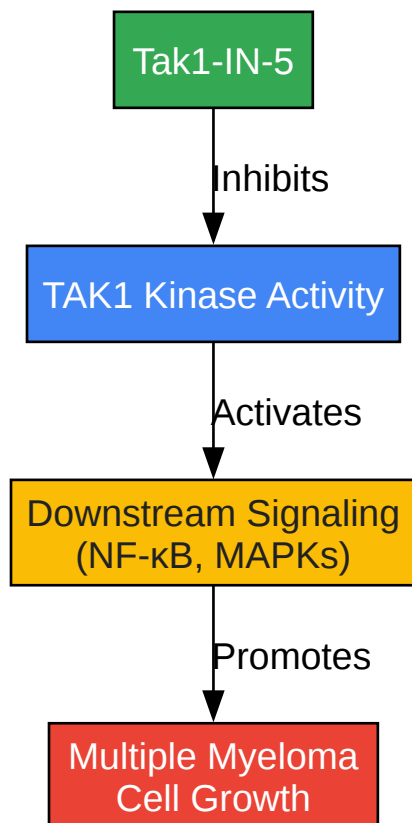 Tak1-IN-5
Inhibits
TAK1 Kinase Activity
Activates
Downstream Signaling
(NF-κB, MAPKs)
Promotes
Multiple Myeloma
Cell Growth